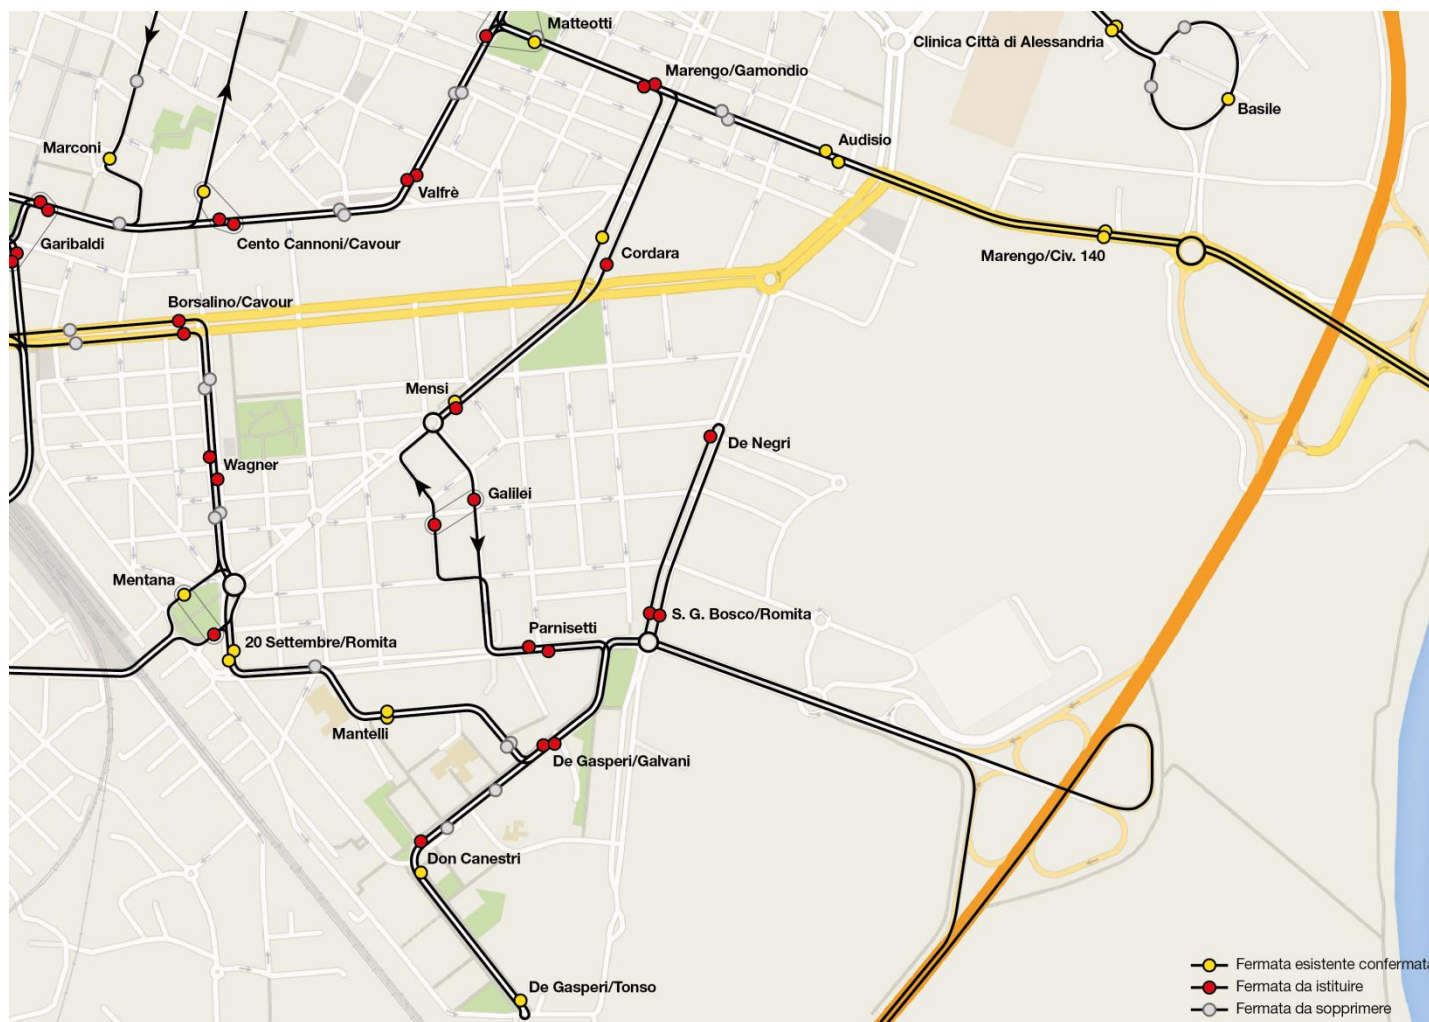 Matteotti
Clinica Città di Alessandria
Marengo/Gamondio
Basile
Audisio
Marconi
Valfrè
Cento Cannoni/Cavour
Garibaldi
Cordara
Marengo/Civ. 140
Borsalino/Cavour
Mensi
De Negri
Wagner
Galilei
Mentana
S. G. Bosco/Romita
Parnisetti
20 Settembre/Romita
Mantelli
De Gasperi/Galvani
Don Canestri
De Gasperi/Tonso
Fermata esistente confermata
Fermata da istituire
Fermata da sopprimere